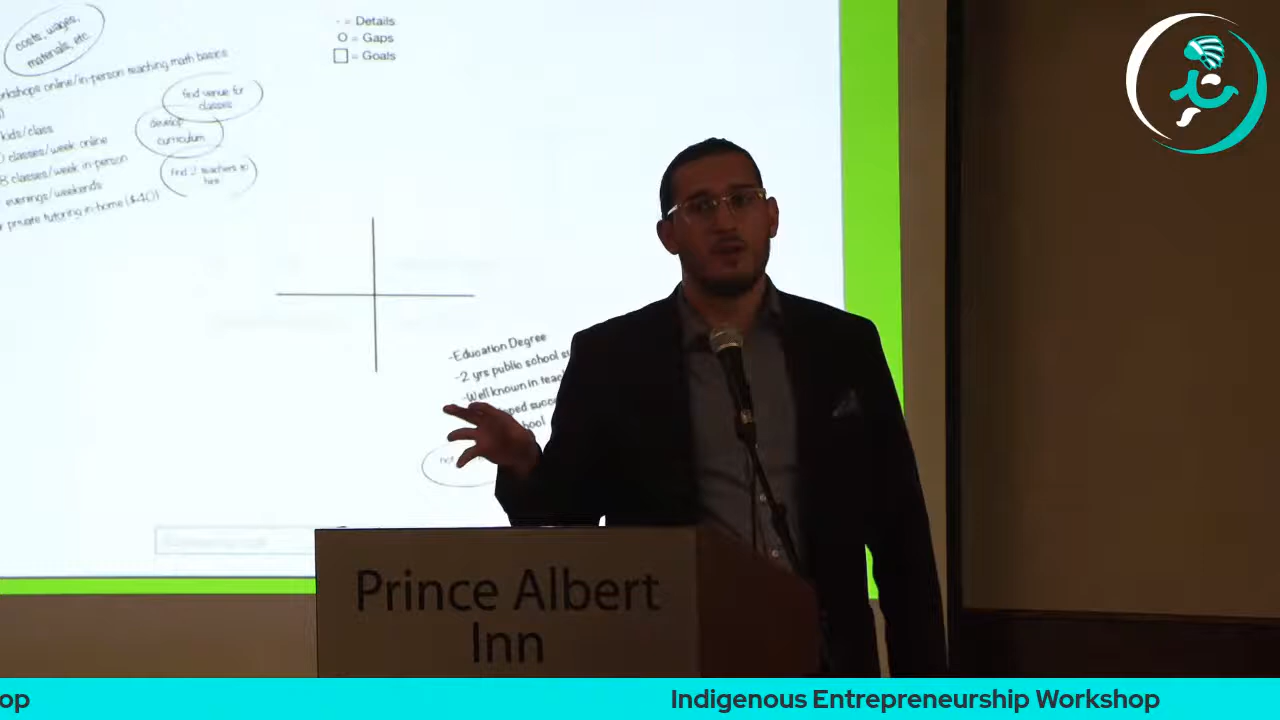 costs, wages,
materials, etc.
- = Details
O = Gaps
= Goals
workshops online/in-person teaching math basics
kids/class
classes/week online
8 classes/week in-person
evenings/weekends
private tutoring in-home ($40)
find venue for
classes
develop
curriculum
find 2 teachers to
hire
-Education Degree
-2 yrs public school
-Well known in
Prince Albert
Inn
op
Indigenous Entrepreneurship Workshop